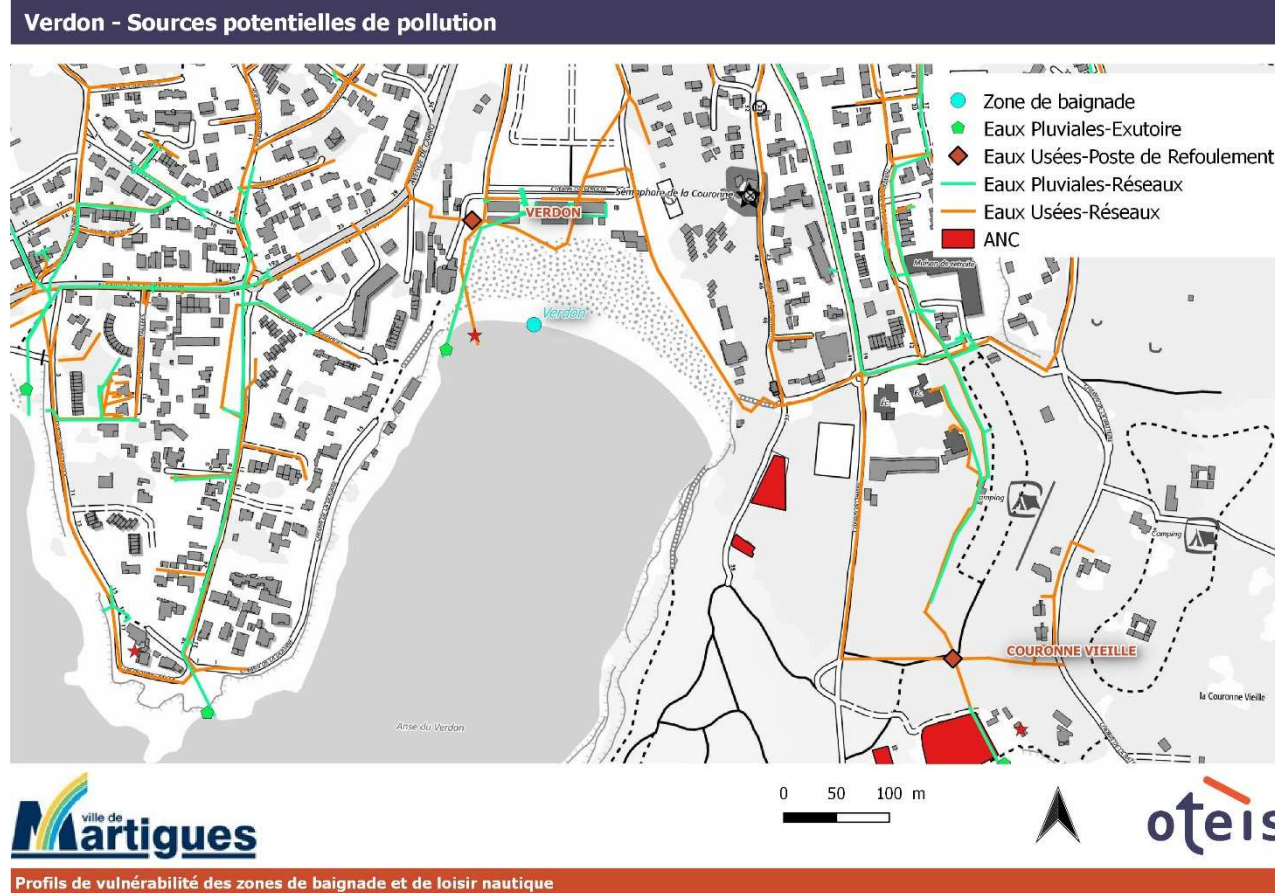 Verdon - Sources potentielles de pollution
Zone de baignade
Eaux Pluviales-Exutoire
Eaux Usées-Poste de Refoulement
Eaux Pluviales-Réseaux
Eaux Usées-Réseaux
ANC
Sémaphore de la Couronne
VERDON
Maison de retraite
Verdon
Éc.
Éc.
Camping
Camping
COURONNE VIEILLE
la Couronne Vieille
Anse du Verdon
0 50 100 m
ville de
Martigues
oteis
Profils de vulnérabilité des zones de baignade et de loisir nautique